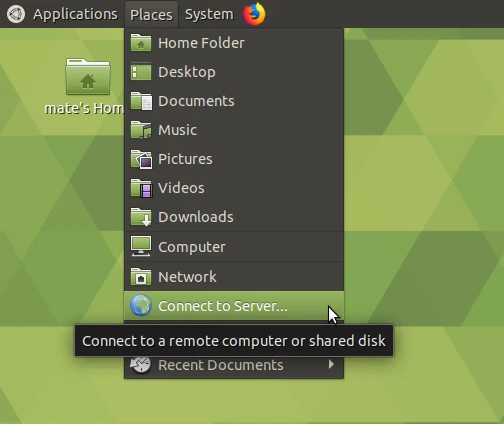 Applications Places System
Home Folder
Desktop
mate's Hom
Documents
Music
Pictures
Videos
Downloads
Computer
Network
Connect to Server...
Connect to a remote computer or shared disk
Recent Documents